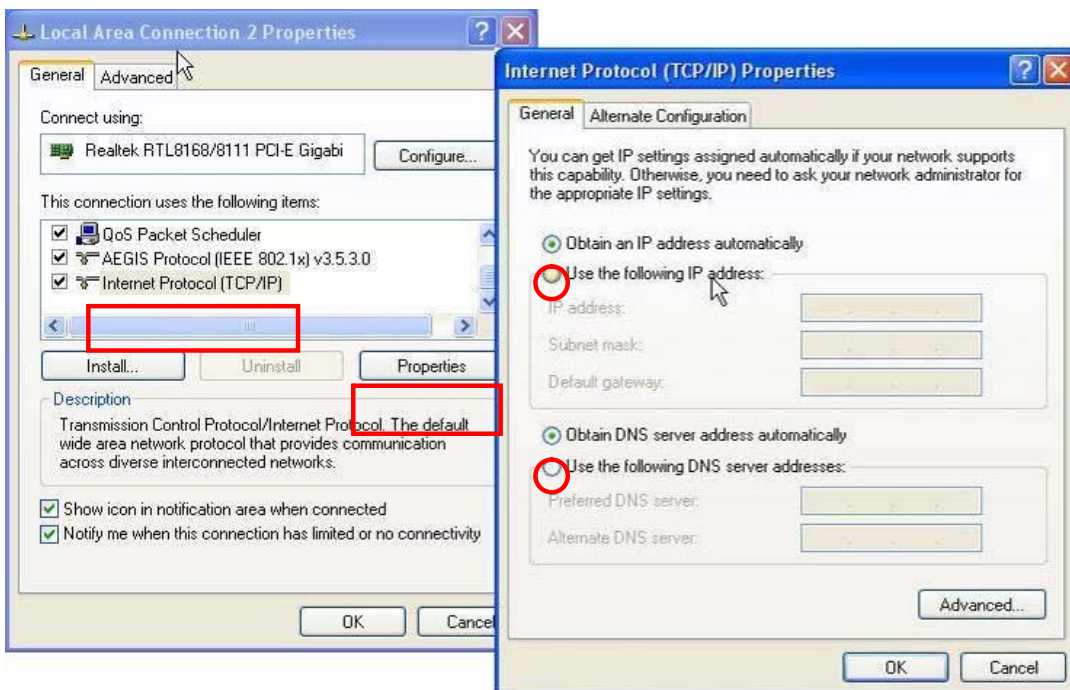 Local Area Connection 2 Properties
General
Advanced
Connect using:
Realtek RTL8168/8111 PCI-E Gigabi
Configure...
This connection uses the following items:
QoS Packet Scheduler
AEGIS Protocol (IEEE 802.1x) v3.5.3.0
Internet Protocol (TCP/IP)
Install...
Uninstall
Properties
Description
Transmission Control Protocol/Internet Protocol. The default
wide area network protocol that provides communication
across diverse interconnected networks.
Show icon in notification area when connected
Notify me when this connection has limited or no connectivity
OK
Cancel
Internet Protocol (TCP/IP) Properties
General
Alternate Configuration
You can get IP settings assigned automatically if your network supports
this capability. Otherwise, you need to ask your network administrator for
the appropriate IP settings.
Obtain an IP address automatically
Use the following IP address:
IP address:
Subnet mask:
Default gateway:
Obtain DNS server address automatically
Use the following DNS server addresses:
Preferred DNS server:
Alternate DNS server:
Advanced...
OK
Cancel